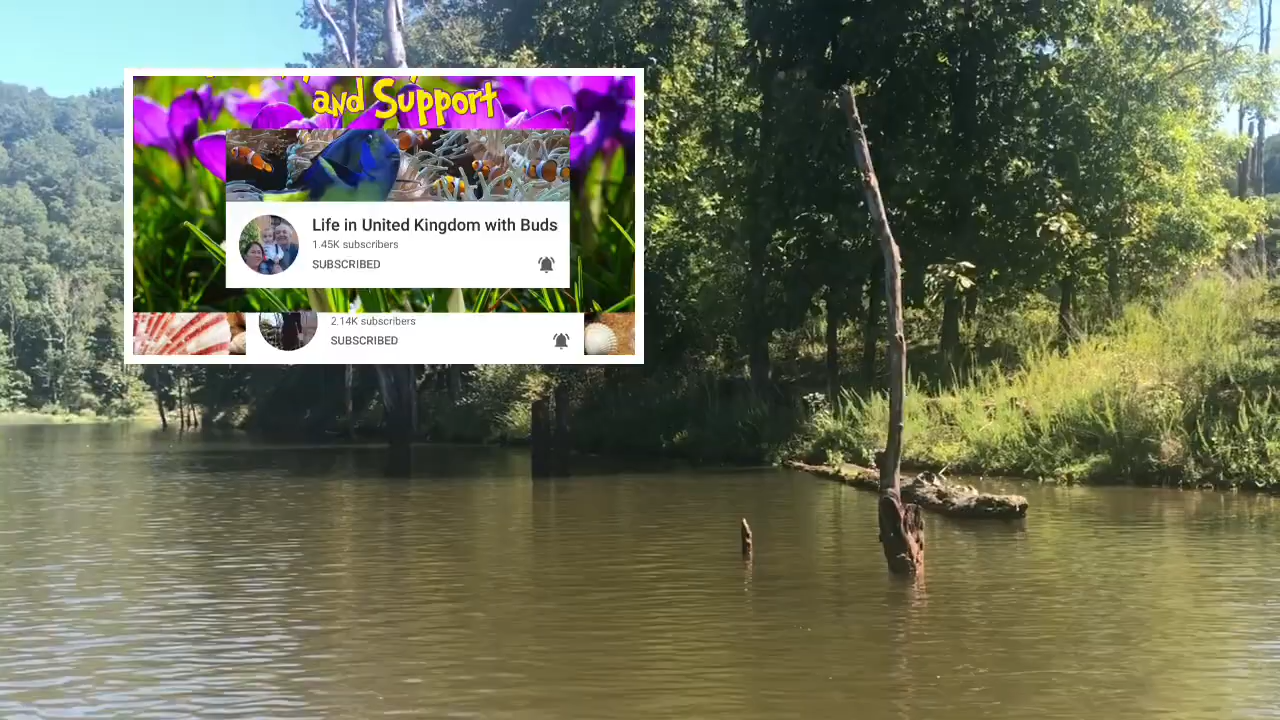 and Support
Life in United Kingdom with Buds
1.45K subscribers
SUBSCRIBED
2.14K subscribers
SUBSCRIBED